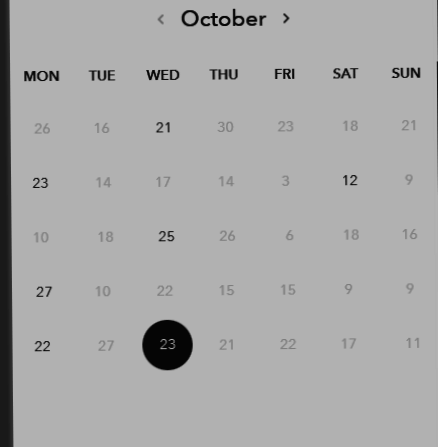 ‹ October ›
MON TUE WED THU FRI SAT SUN
26 16 21 30 23 18 21
23 14 17 14 3 12 9
10 18 25 26 6 18 16
27 10 22 15 15 9 9
22 27 23 21 22 17 11